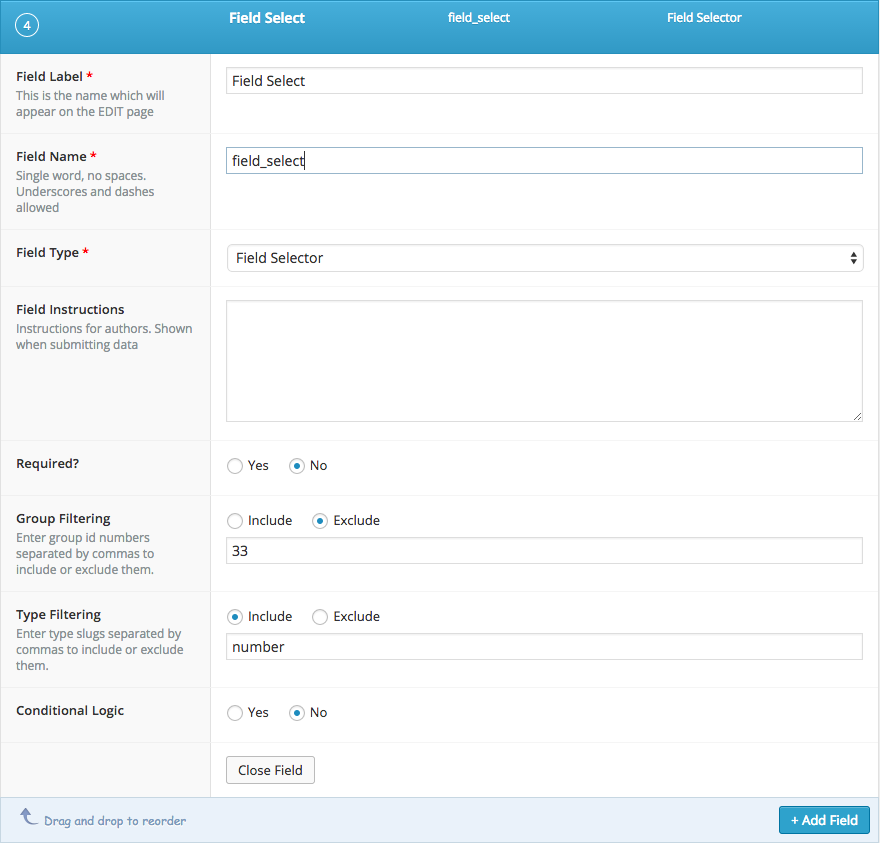 4 Field Select field_select Field Selector
Field Label *
This is the name which will
appear on the EDIT page
Field Select
Field Name *
Single word, no spaces.
Underscores and dashes
allowed
field_select
Field Type *
Field Selector
Field Instructions
Instructions for authors. Shown
when submitting data
Required?
Yes No
Group Filtering
Enter group id numbers
separated by commas to
include or exclude them.
Include Exclude
33
Type Filtering
Enter type slugs separated by
commas to include or exclude
them.
Include Exclude
number
Conditional Logic
Yes No
Close Field
Drag and drop to reorder
+ Add Field